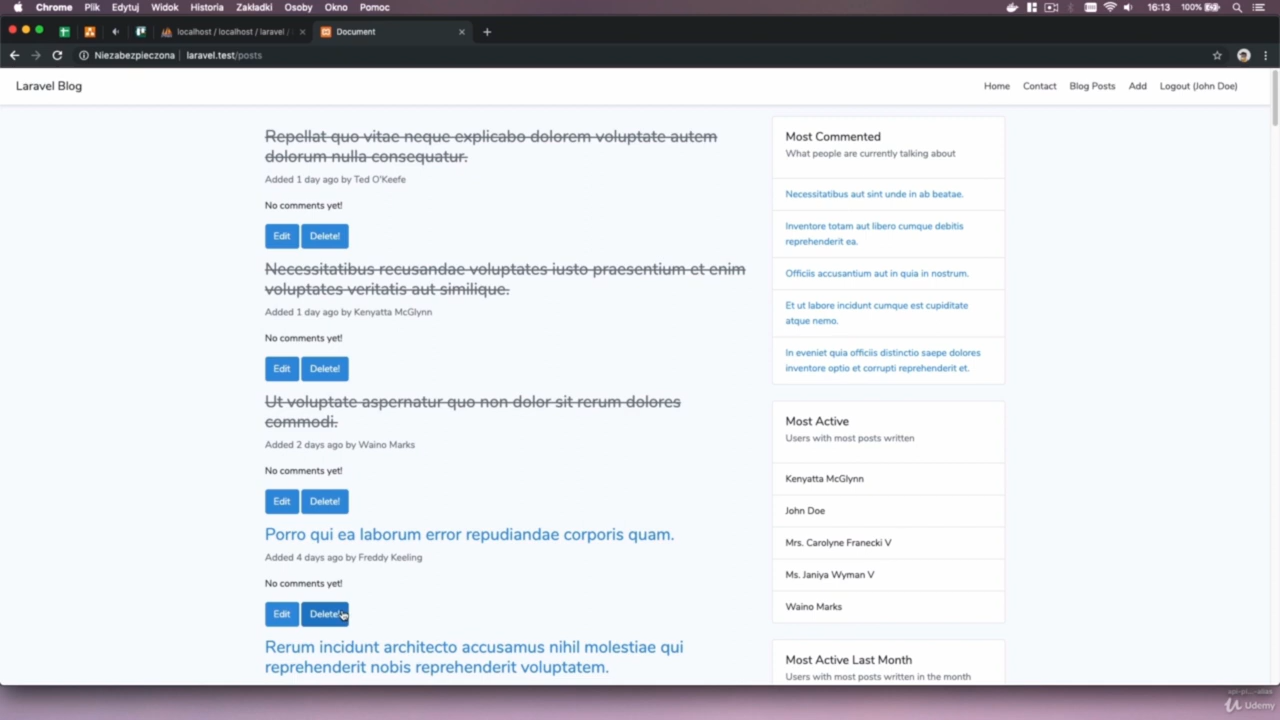 Chrome Plik Edytuj Widok Historia Zakładki Osoby Okno Pomoc 16:13 100%
localhost / localhost / laravel / Document
Niezabezpieczona laravel.test/posts
Laravel Blog Home Contact Blog Posts Add Logout (John Doe)
Repellat quo vitae neque explicabo dolorem voluptate autem
dolorum nulla consequatur.
Added 1 day ago by Ted O'Keefe
No comments yet!
Edit Delete!
Necessitatibus recusandae voluptates iusto praesentium et enim
voluptates veritatis aut similique.
Added 1 day ago by Kenyatta McGlynn
No comments yet!
Edit Delete!
Ut voluptate aspernatur quo non dolor sit rerum dolores
commodi.
Added 2 days ago by Waino Marks
No comments yet!
Edit Delete!
Porro qui ea laborum error repudiandae corporis quam.
Added 4 days ago by Freddy Keeling
No comments yet!
Edit Delete!
Rerum incidunt architecto accusamus nihil molestiae qui
reprehenderit nobis reprehenderit voluptatem.
Most Commented
What people are currently talking about
Necessitatibus aut sint unde in ab beatae.
Inventore totam aut libero cumque debitis
reprehenderit ea.
Officiis accusantium aut in quia in nostrum.
Et ut labore incidunt cumque est cupiditate
atque nemo.
In eveniet quia officiis distinctio saepe dolores
inventore optio et corrupti reprehenderit et.
Most Active
Users with most posts written
Kenyatta McGlynn
John Doe
Mrs. Carolyne Franecki V
Ms. Janiya Wyman V
Waino Marks
Most Active Last Month
Users with most posts written in the month
Udemy